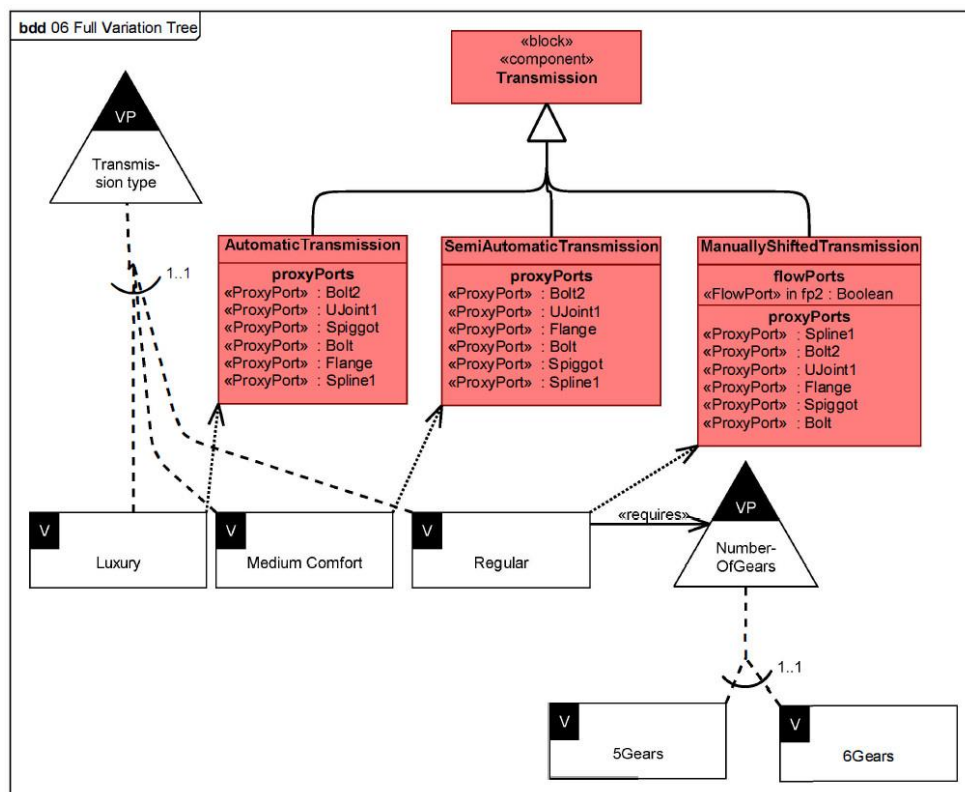 bdd 06 Full Variation Tree
«block»
«component»
Transmission
VP
Transmis-
sion type
1..1
AutomaticTransmission
proxyPorts
«ProxyPort» : Bolt2
«ProxyPort» : UJoint1
«ProxyPort» : Spiggot
«ProxyPort» : Bolt
«ProxyPort» : Flange
«ProxyPort» : Spline1
SemiAutomaticTransmission
proxyPorts
«ProxyPort» : Bolt2
«ProxyPort» : UJoint1
«ProxyPort» : Flange
«ProxyPort» : Bolt
«ProxyPort» : Spiggot
«ProxyPort» : Spline1
ManuallyShiftedTransmission
flowPorts
«FlowPort» in fp2 : Boolean
proxyPorts
«ProxyPort» : Spline1
«ProxyPort» : Bolt2
«ProxyPort» : UJoint1
«ProxyPort» : Flange
«ProxyPort» : Spiggot
«ProxyPort» : Bolt
V
Luxury
V
Medium Comfort
V
Regular
«requires»
VP
Number-
OfGears
1..1
V
5Gears
V
6Gears